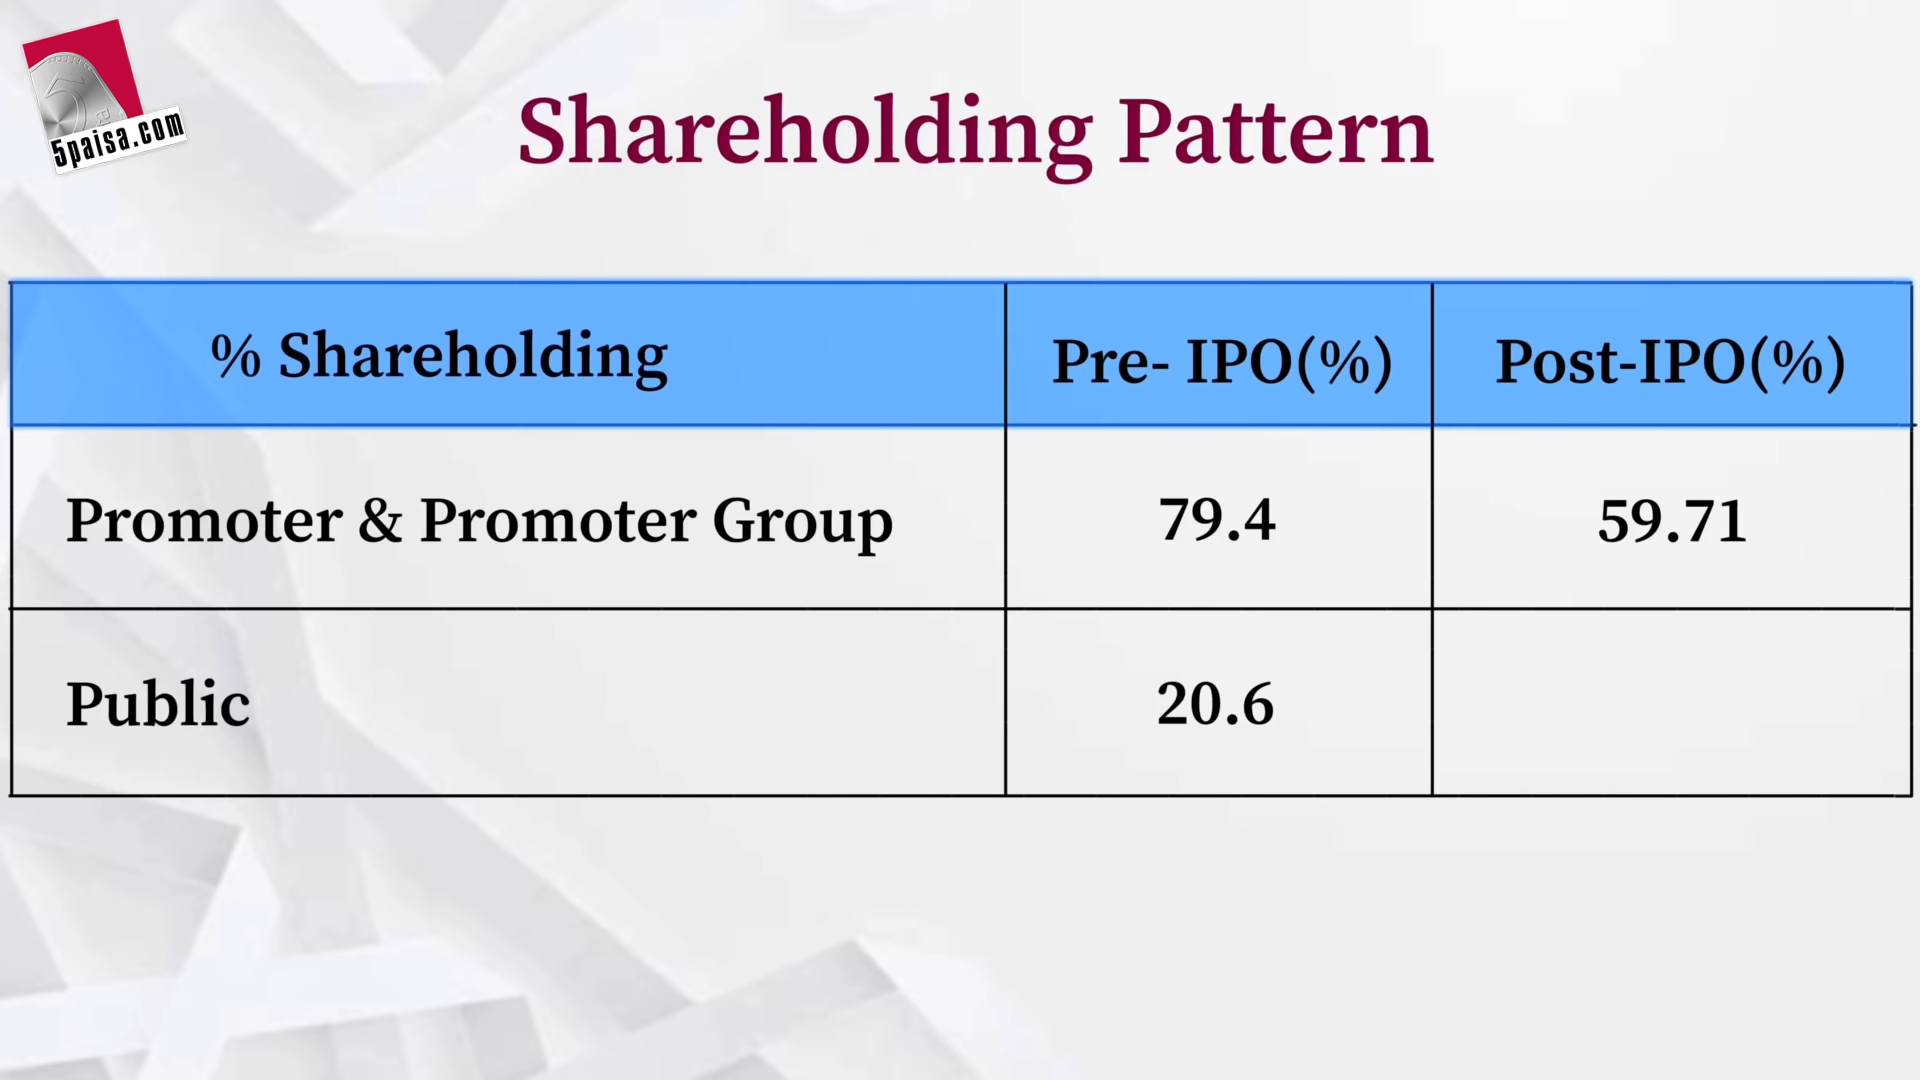 5paisa.com
Shareholding Pattern
% Shareholding Pre- IPO(%) Post-IPO(%)
Promoter & Promoter Group 79.4 59.71
Public 20.6